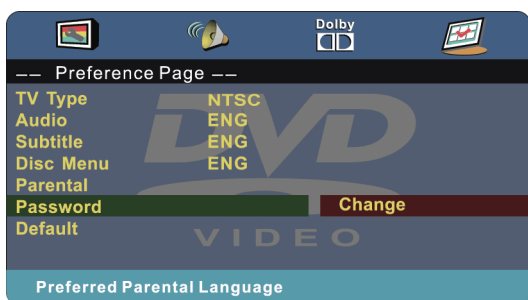 Dolby
-- Preference Page --
TV Type NTSC
Audio ENG
Subtitle ENG
Disc Menu ENG
Parental
Password Change
Default
DVD
VIDEO
Preferred Parental Language